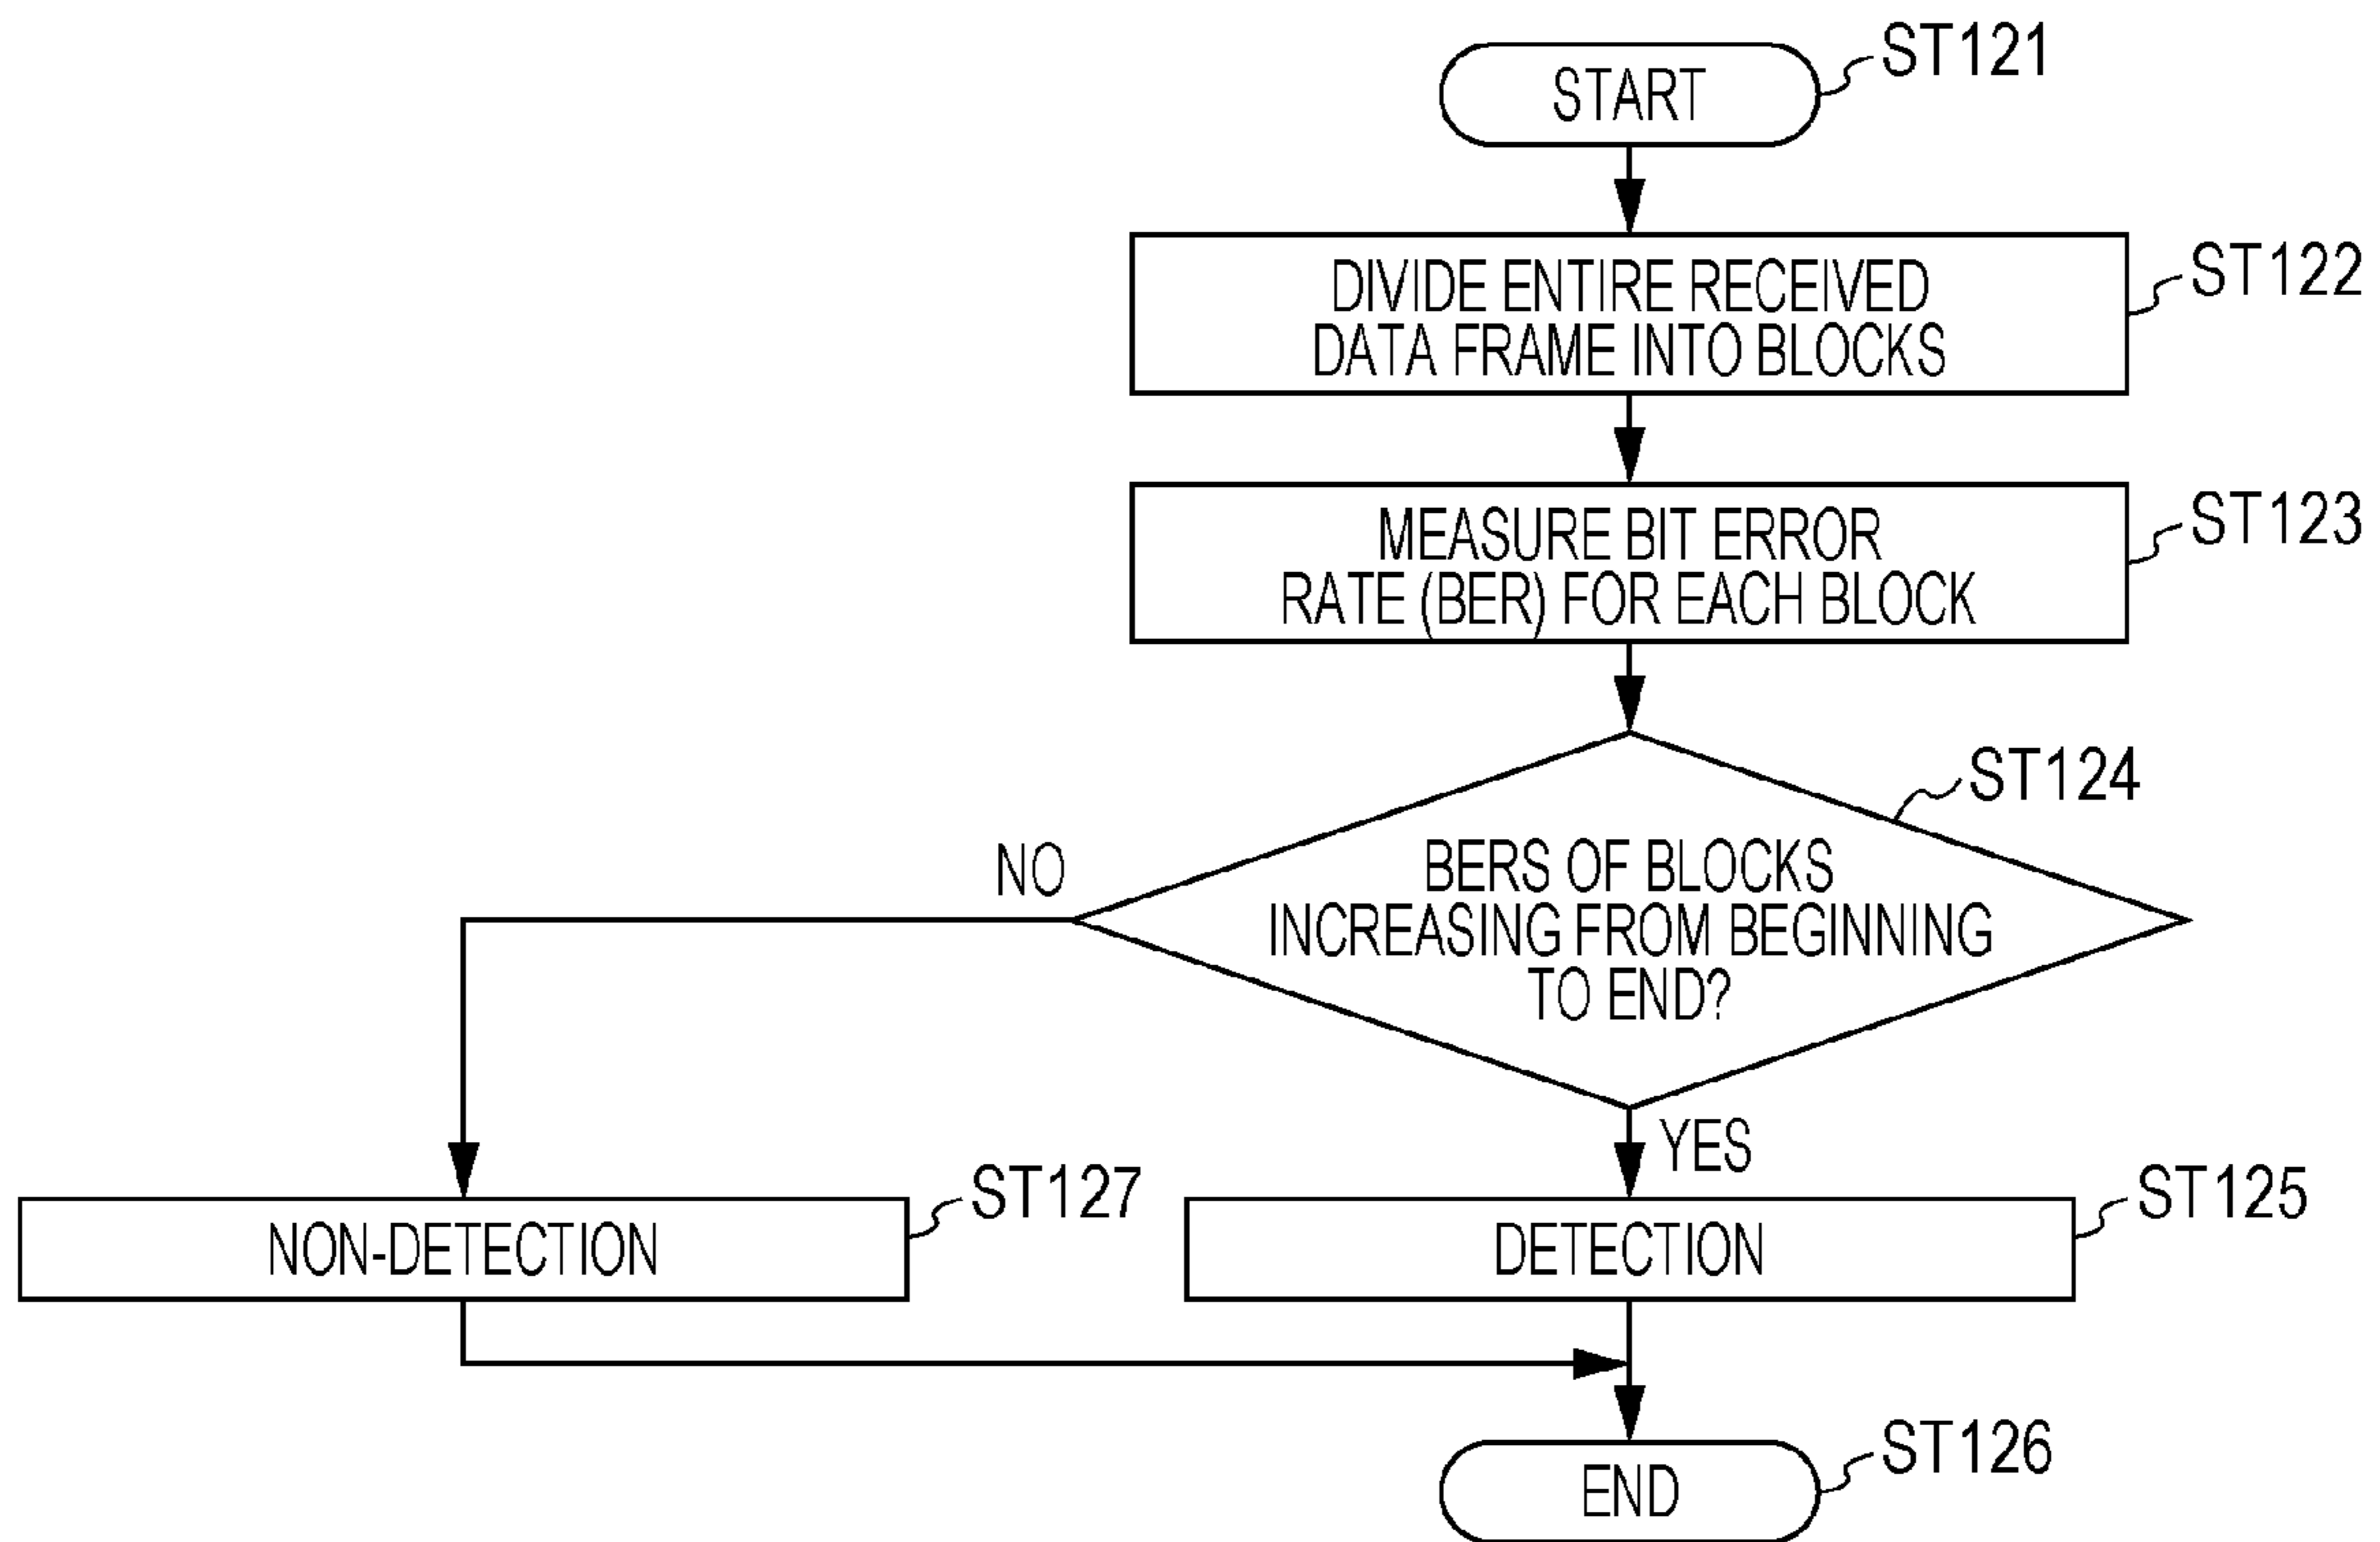 START
ST121
DIVIDE ENTIRE RECEIVED
DATA FRAME INTO BLOCKS
ST122
MEASURE BIT ERROR
RATE (BER) FOR EACH BLOCK
ST123
ST124
BERS OF BLOCKS
INCREASING FROM BEGINNING
TO END?
NO
YES
NON-DETECTION
ST127
DETECTION
ST125
END
ST126